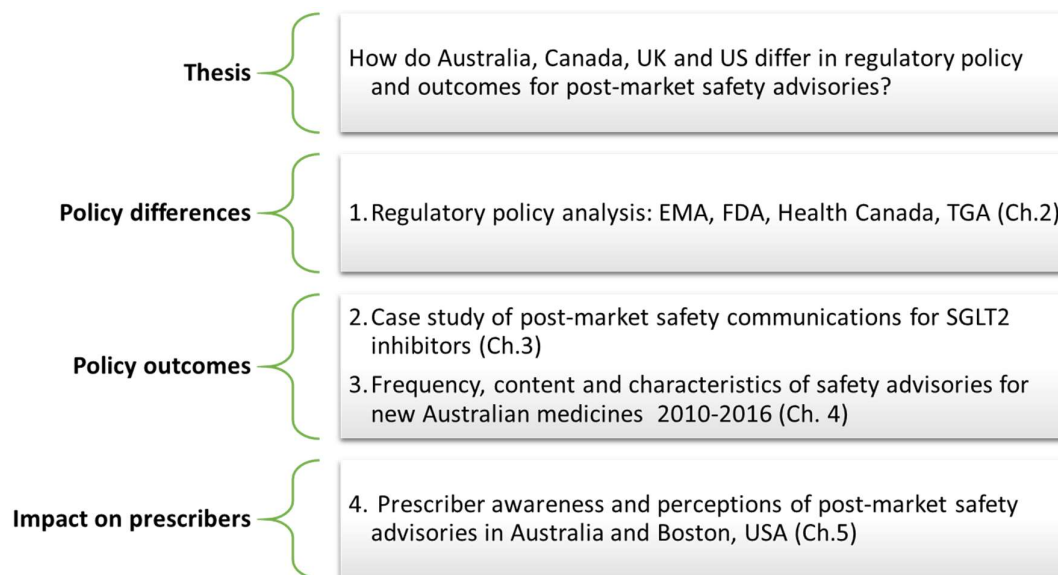 Thesis
How do Australia, Canada, UK and US differ in regulatory policy
and outcomes for post-market safety advisories?
Policy differences
1. Regulatory policy analysis: EMA, FDA, Health Canada, TGA (Ch.2)
Policy outcomes
2. Case study of post-market safety communications for SGLT2
inhibitors (Ch.3)
3. Frequency, content and characteristics of safety advisories for
new Australian medicines 2010-2016 (Ch. 4)
Impact on prescribers
4. Prescriber awareness and perceptions of post-market safety
advisories in Australia and Boston, USA (Ch.5)